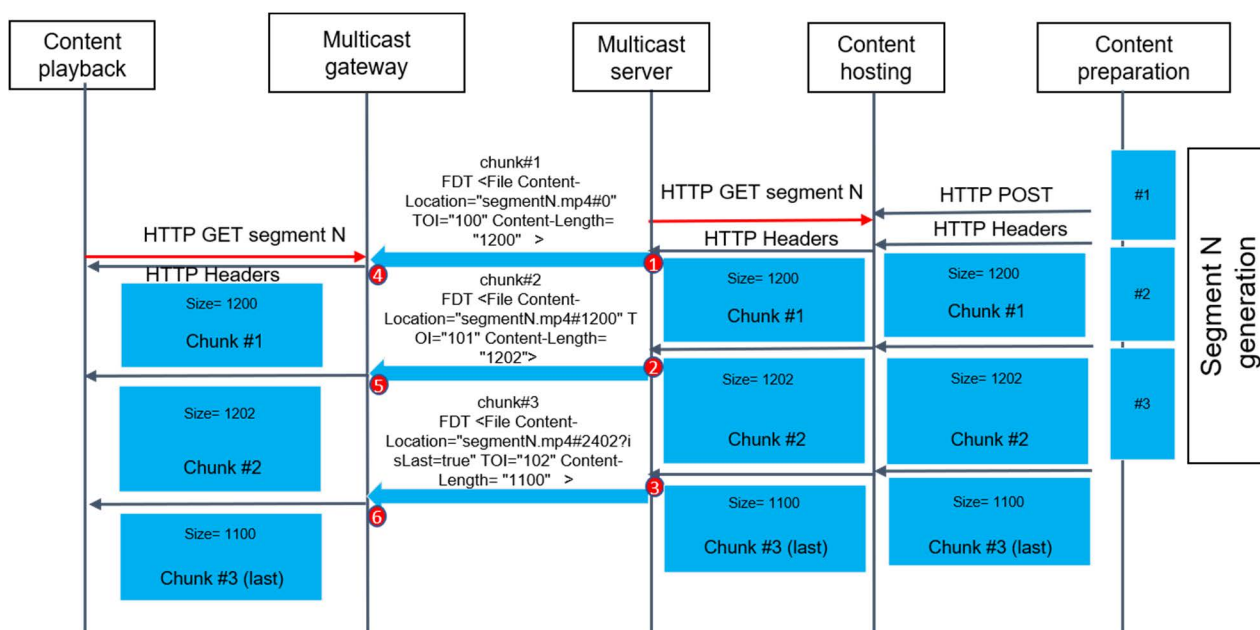 Content
playback
Multicast
gateway
Multicast
server
Content
hosting
Content
preparation
chunk#1
FDT <File Content-
Location="segmentN.mp4#0"
TOI="100" Content-Length=
"1200"   >
HTTP GET segment N
HTTP POST
#1
HTTP GET segment N
HTTP Headers
HTTP Headers
HTTP Headers
1
4
chunk#2
FDT <File Content-
Location="segmentN.mp4#1200" T
OI="101" Content-Length=
"1202">
Size= 1200
Chunk #1
Size= 1200
Chunk #1
Size= 1200
Chunk #1
#2
2
5
chunk#3
FDT <File Content-
Location="segmentN.mp4#2402?i
sLast=true" TOI="102" Content-
Length= "1100"   >
Size= 1202
Chunk #2
Size= 1202
Chunk #2
Size= 1202
Chunk #2
#3
3
6
Size= 1100
Chunk #3 (last)
Size= 1100
Chunk #3 (last)
Size= 1100
Chunk #3 (last)
Segment N
generation